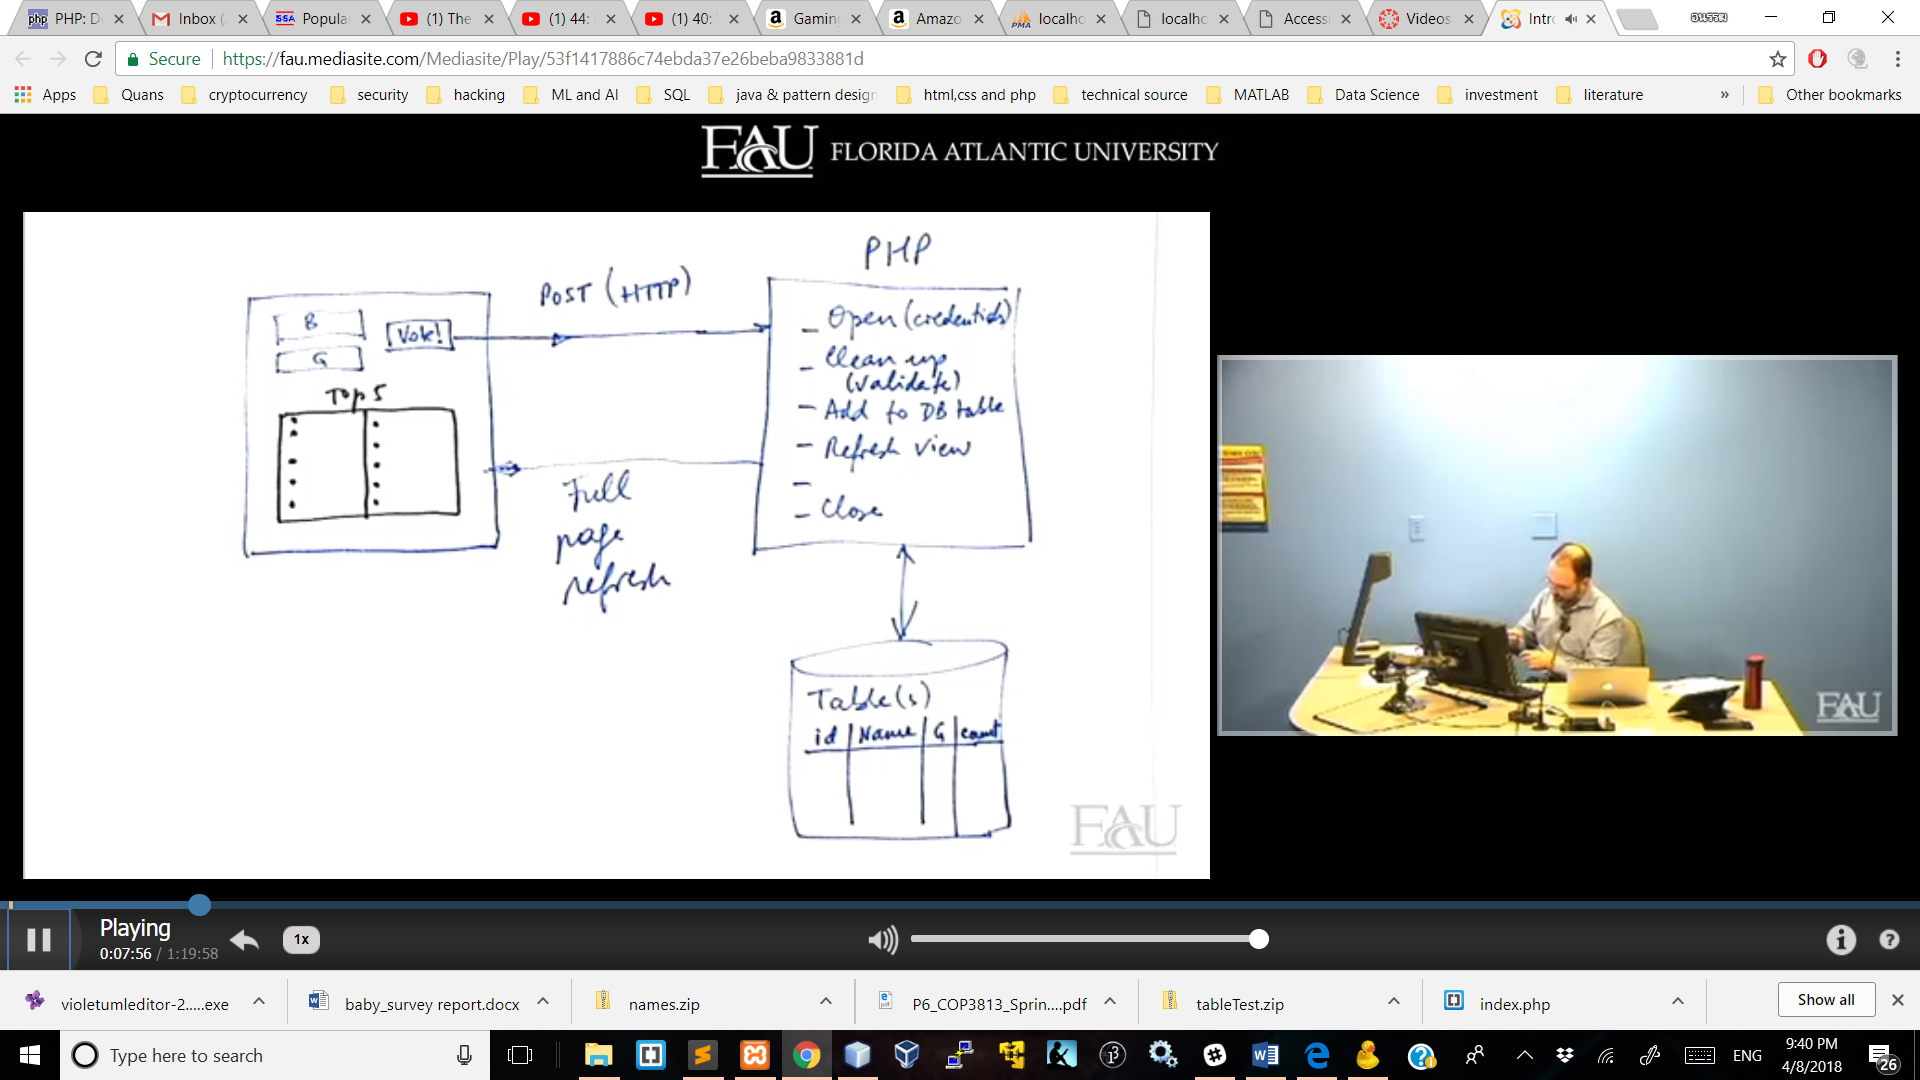 PHP: D
Inbox (
SSA
Popula
(1) The
(1) 44:
(1) 40:
Gamin
Amazo
PMA
localho
localho
Access
Videos
Intro
Secure
https://fau.mediasite.com/Mediasite/Play/53f1417886c74ebda37e26beba9833881d
Apps
Quans
cryptocurrency
security
hacking
ML and AI
SQL
java & pattern design
html,css and php
technical source
MATLAB
Data Science
investment
literature
»
Other bookmarks
FAU FLORIDA ATLANTIC UNIVERSITY
PHP
POST (HTTP)
B
G
Vote!
Top 5
Full
page
refresh
- Open (credentials)
- Clean up
(validate)
- Add to DB table
- Refresh view
-
- Close
Table(s)
id | Name | G | count
FAU
FAU
Playing
0:07:56 / 1:19:58
1x
violetumleditor-2.....exe
baby_survey report.docx
names.zip
P6_COP3813_Sprin....pdf
tableTest.zip
index.php
Show all
Type here to search
ENG
9:40 PM
4/8/2018
26